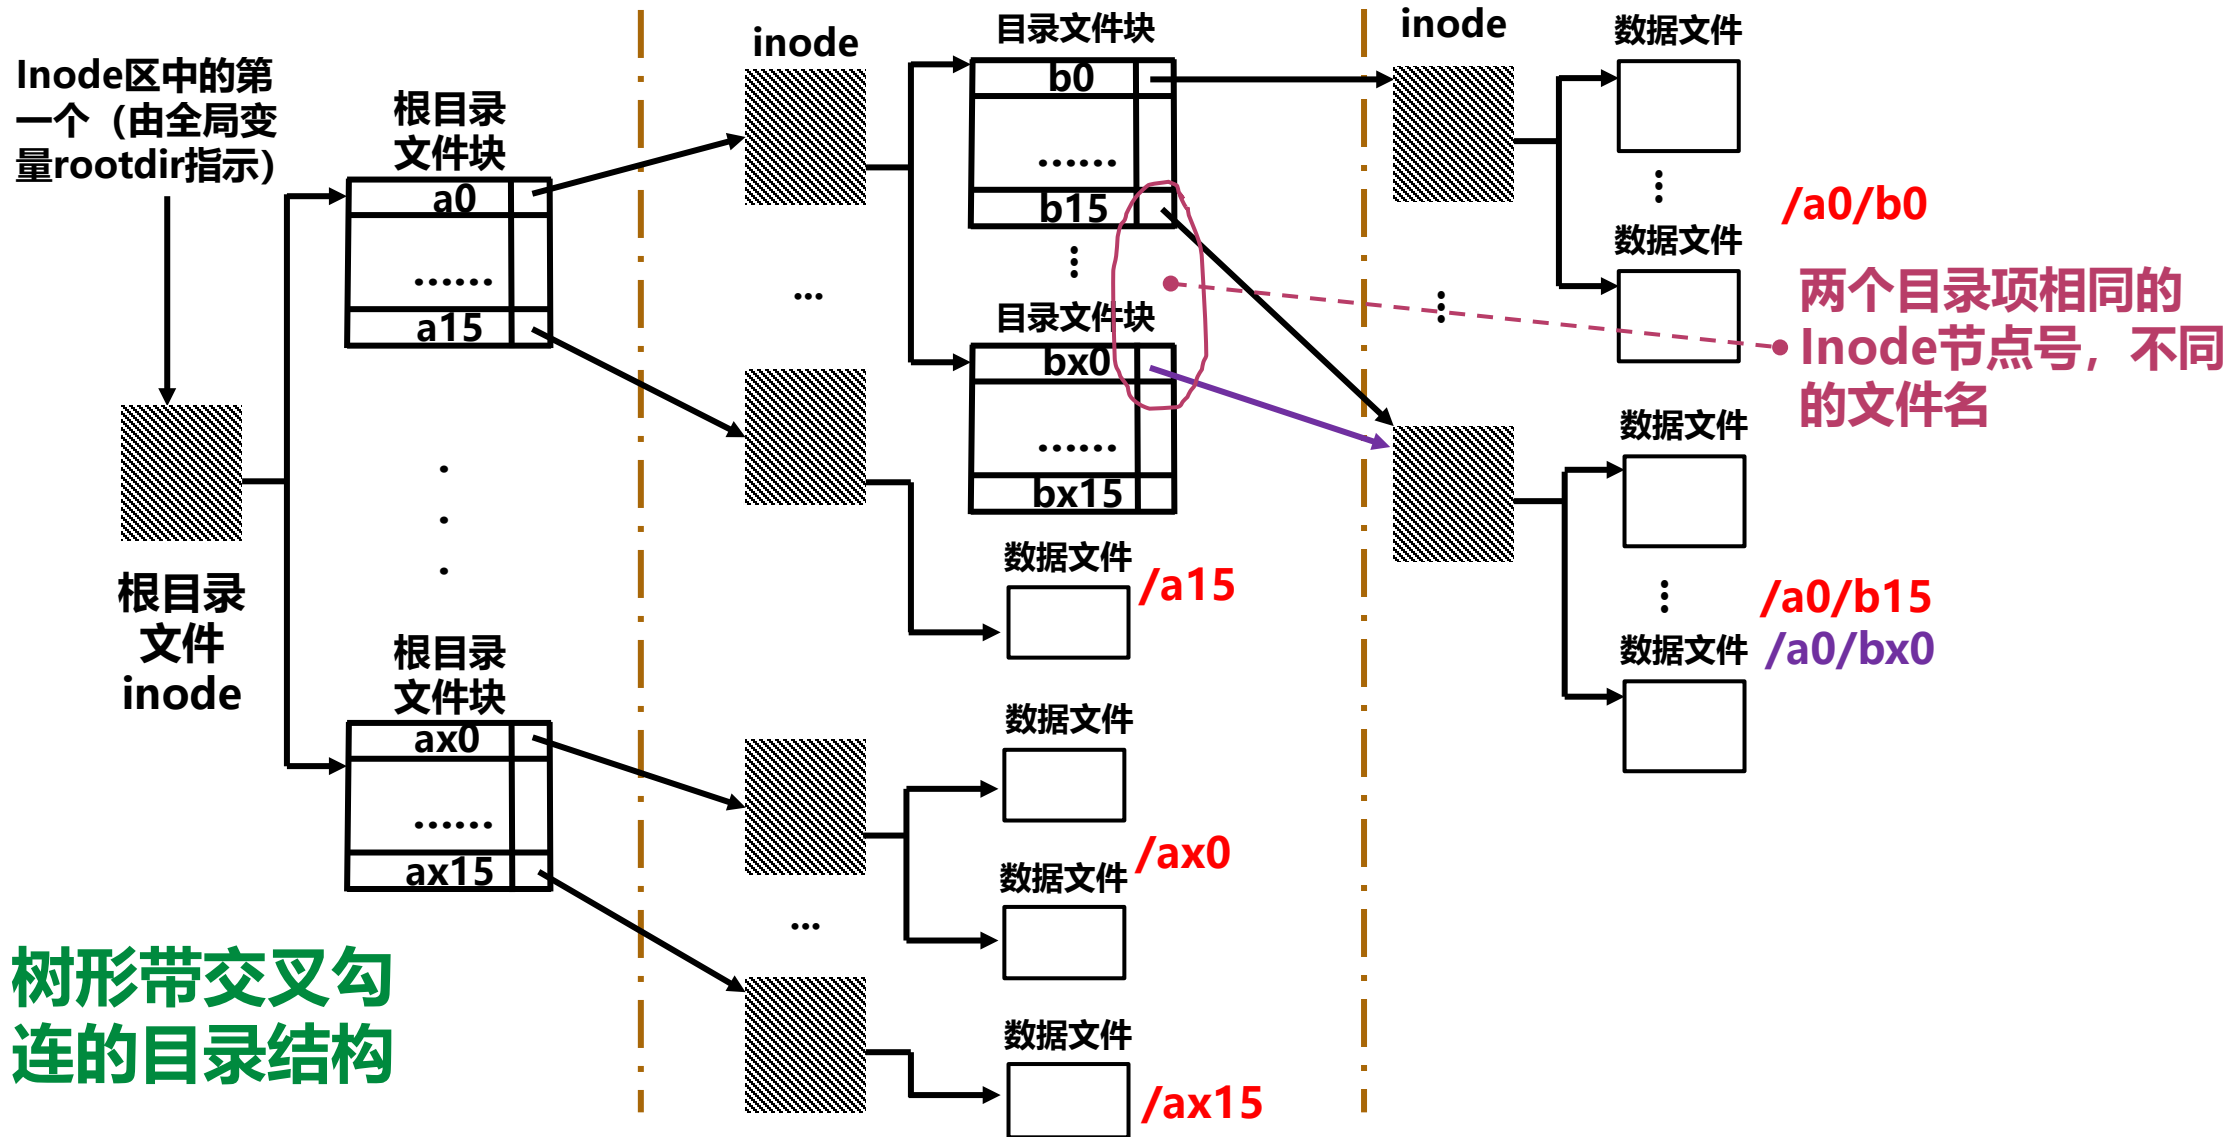 Inode区中的第
一个（由全局变
量rootdir指示）
根目录
文件
inode
根目录
文件块
a0
......
a15
根目录
文件块
ax0
......
ax15
树形带交叉勾
连的目录结构
inode
...
...
目录文件块
b0
......
b15
目录文件块
bx0
......
bx15
数据文件
/a15
数据文件
/ax0
数据文件
数据文件
/ax15
inode
数据文件
/a0/b0
数据文件
两个目录项相同的
Inode节点号，不同
的文件名
数据文件
/a0/b15
数据文件
/a0/bx0